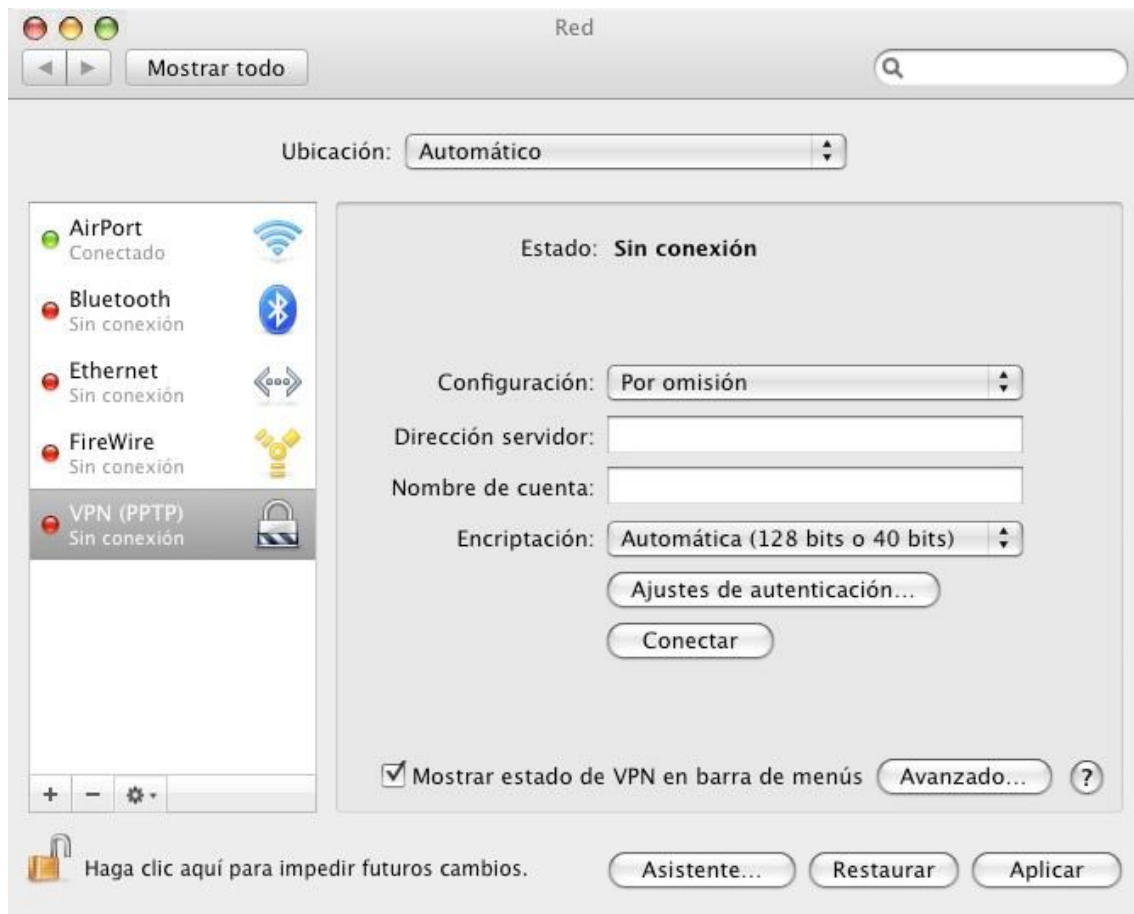 Red
Mostrar todo
Ubicación: Automático
AirPort
Conectado
Bluetooth
Sin conexión
Ethernet
Sin conexión
FireWire
Sin conexión
VPN (PPTP)
Sin conexión
Estado: Sin conexión
Configuración: Por omisión
Dirección servidor:
Nombre de cuenta:
Encriptación: Automática (128 bits o 40 bits)
Ajustes de autenticación...
Conectar
Mostrar estado de VPN en barra de menús Avanzado... ?
Haga clic aquí para impedir futuros cambios. Asistente... Restaurar Aplicar